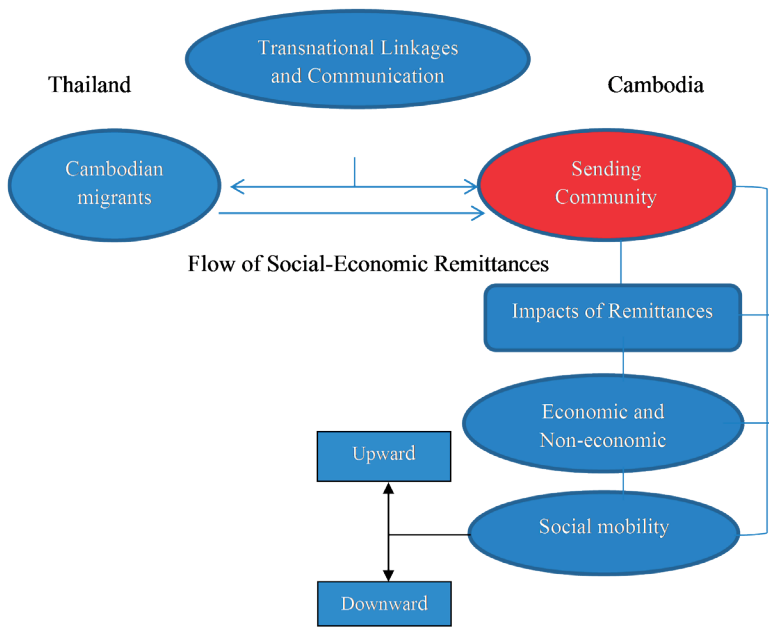 Transnational Linkages
and Communication
Thailand
Cambodia
Cambodian
migrants
Sending
Community
Flow of Social-Economic Remittances
Impacts of Remittances
Economic and
Non-economic
Upward
Social mobility
Downward